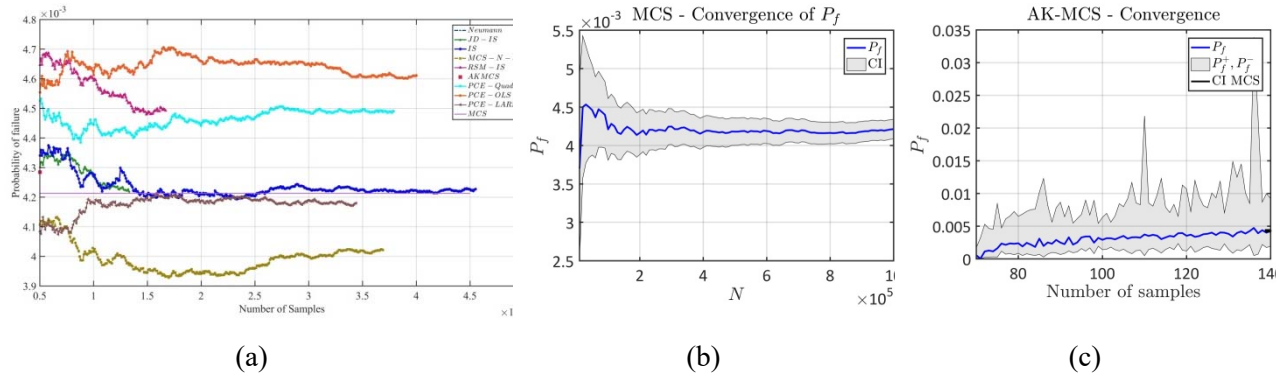 ×10⁻³
4.8
4.7
4.6
4.5
4.4
4.3
4.2
4.1
4
3.9
Probability of failure
0.5 1 1.5 2 2.5 3 3.5 4 4.5
Number of Samples
×1
Neumann
JD - IS
IS
MCS - N -
RSM - IS
AKMCS
PCE - Quad
PCE - OLS
PCE - LAR
MCS
(a)
MCS - Convergence of P_f
×10⁻³
5.5
5
4.5
4
3.5
3
2.5
P_f
P_f
CI
2 4 6 8 10
N
×10⁵
(b)
AK-MCS - Convergence
0.035
0.03
0.025
0.02
0.015
0.01
0.005
0
P_f
P_f
P_f^+, P_f^-
CI MCS
80 100 120 140
Number of samples
(c)